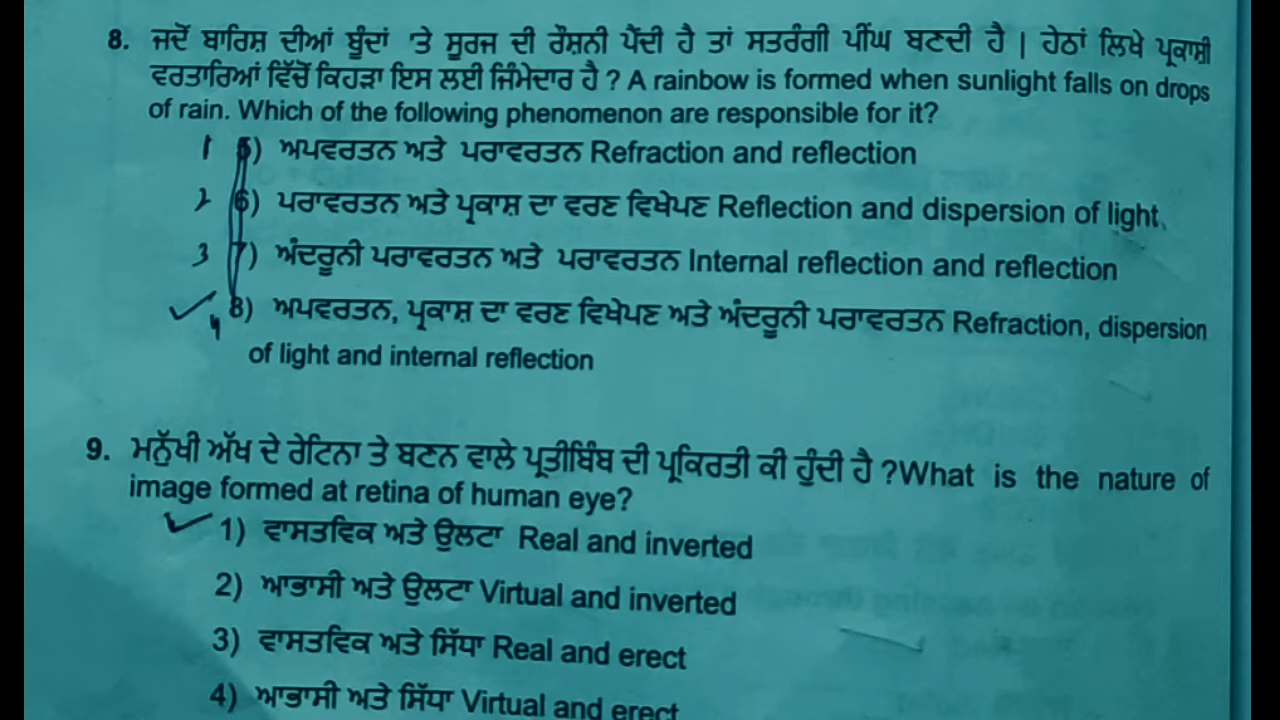 8. ਜਦੋਂ ਬਾਰਿਸ਼ ਦੀਆਂ ਬੂੰਦਾਂ 'ਤੇ ਸੂਰਜ ਦੀ ਰੌਸ਼ਨੀ ਪੈਂਦੀ ਹੈ ਤਾਂ ਸਤਰੰਗੀ ਪੀਂਘ ਬਣਦੀ ਹੈ | ਹੇਠਾਂ ਲਿਖੇ ਪ੍ਰਕਾਸ਼ੀ
ਵਰਤਾਰਿਆਂ ਵਿੱਚੋਂ ਕਿਹੜਾ ਇਸ ਲਈ ਜਿੰਮੇਦਾਰ ਹੈ ? A rainbow is formed when sunlight falls on drops
of rain. Which of the following phenomenon are responsible for it?
1 5) ਅਪਵਰਤਨ ਅਤੇ ਪਰਾਵਰਤਨ Refraction and reflection
2 6) ਪਰਾਵਰਤਨ ਅਤੇ ਪ੍ਰਕਾਸ਼ ਦਾ ਵਰਣ ਵਿਖੇਪਣ Reflection and dispersion of light
3 7) ਅੰਦਰੂਨੀ ਪਰਾਵਰਤਨ ਅਤੇ ਪਰਾਵਰਤਨ Internal reflection and reflection
4 8) ਅਪਵਰਤਨ, ਪ੍ਰਕਾਸ਼ ਦਾ ਵਰਣ ਵਿਖੇਪਣ ਅਤੇ ਅੰਦਰੂਨੀ ਪਰਾਵਰਤਨ Refraction, dispersion
of light and internal reflection
9. ਮਨੁੱਖੀ ਅੱਖ ਦੇ ਰੇਟਿਨਾ ਤੇ ਬਣਨ ਵਾਲੇ ਪ੍ਰਤੀਬਿੰਬ ਦੀ ਪ੍ਰਕਿਰਤੀ ਕੀ ਹੁੰਦੀ ਹੈ ?What is the nature of
image formed at retina of human eye?
1) ਵਾਸਤਵਿਕ ਅਤੇ ਉਲਟਾ Real and inverted
2) ਆਭਾਸੀ ਅਤੇ ਉਲਟਾ Virtual and inverted
3) ਵਾਸਤਵਿਕ ਅਤੇ ਸਿੱਧਾ Real and erect
4) ਆਭਾਸੀ ਅਤੇ ਸਿੱਧਾ Virtual and erect